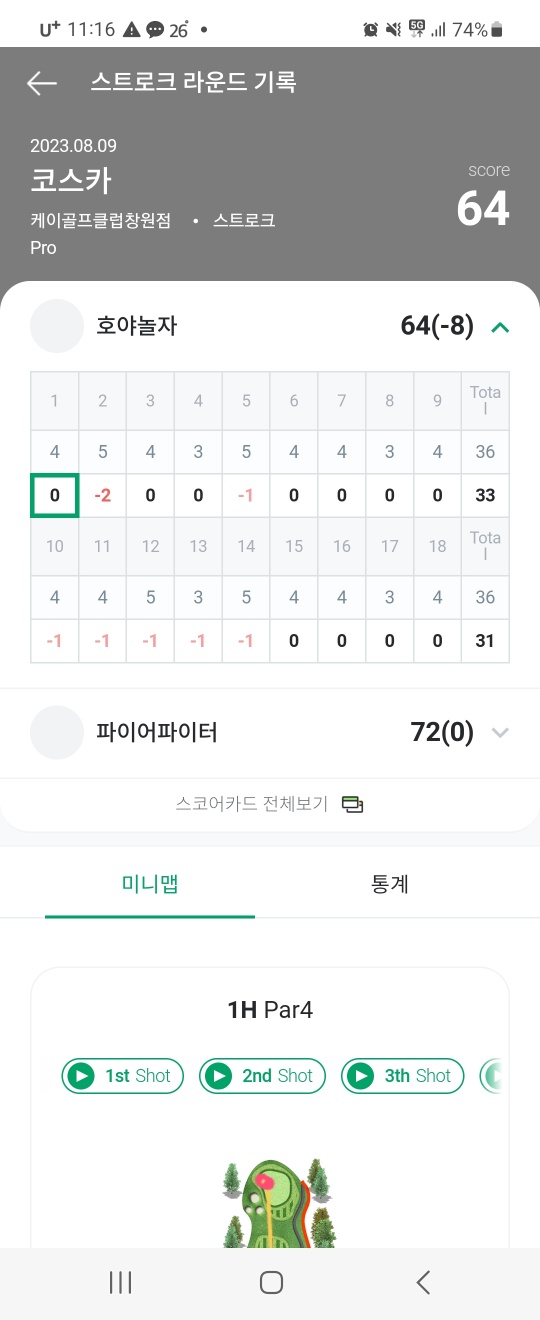 U+ 11:16 26° 5G 74%
스트로크 라운드 기록
2023.08.09
코스카
score
64
케이골프클럽창원점 • 스트로크
Pro
호야놀자 64(-8)
1 2 3 4 5 6 7 8 9 Tota
l
4 5 4 3 5 4 4 3 4 36
0 -2 0 0 -1 0 0 0 0 33
10 11 12 13 14 15 16 17 18 Tota
l
4 4 5 3 5 4 4 3 4 36
-1 -1 -1 -1 -1 0 0 0 0 31
파이어파이터 72(0)
스코어카드 전체보기
미니맵 통계
1H Par4
1st Shot 2nd Shot 3th Shot